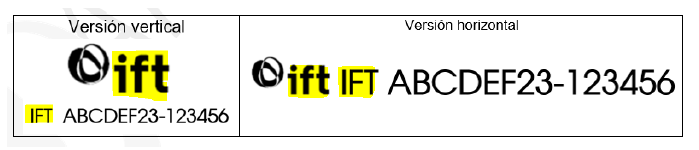 Versión vertical
ift
IFT ABCDEF23-123456
Versión horizontal
ift IFT ABCDEF23-123456